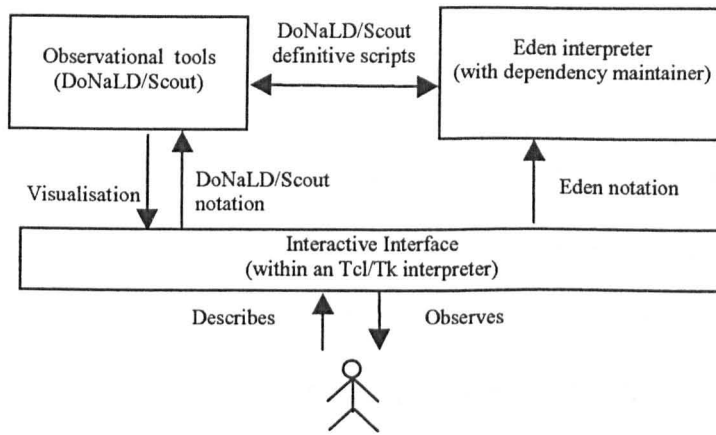 DoNaLD/Scout
definitive scripts
Observational tools
(DoNaLD/Scout)
Eden interpreter
(with dependency maintainer)
Visualisation
DoNaLD/Scout
notation
Eden notation
Interactive Interface
(within an Tcl/Tk interpreter)
Describes
Observes